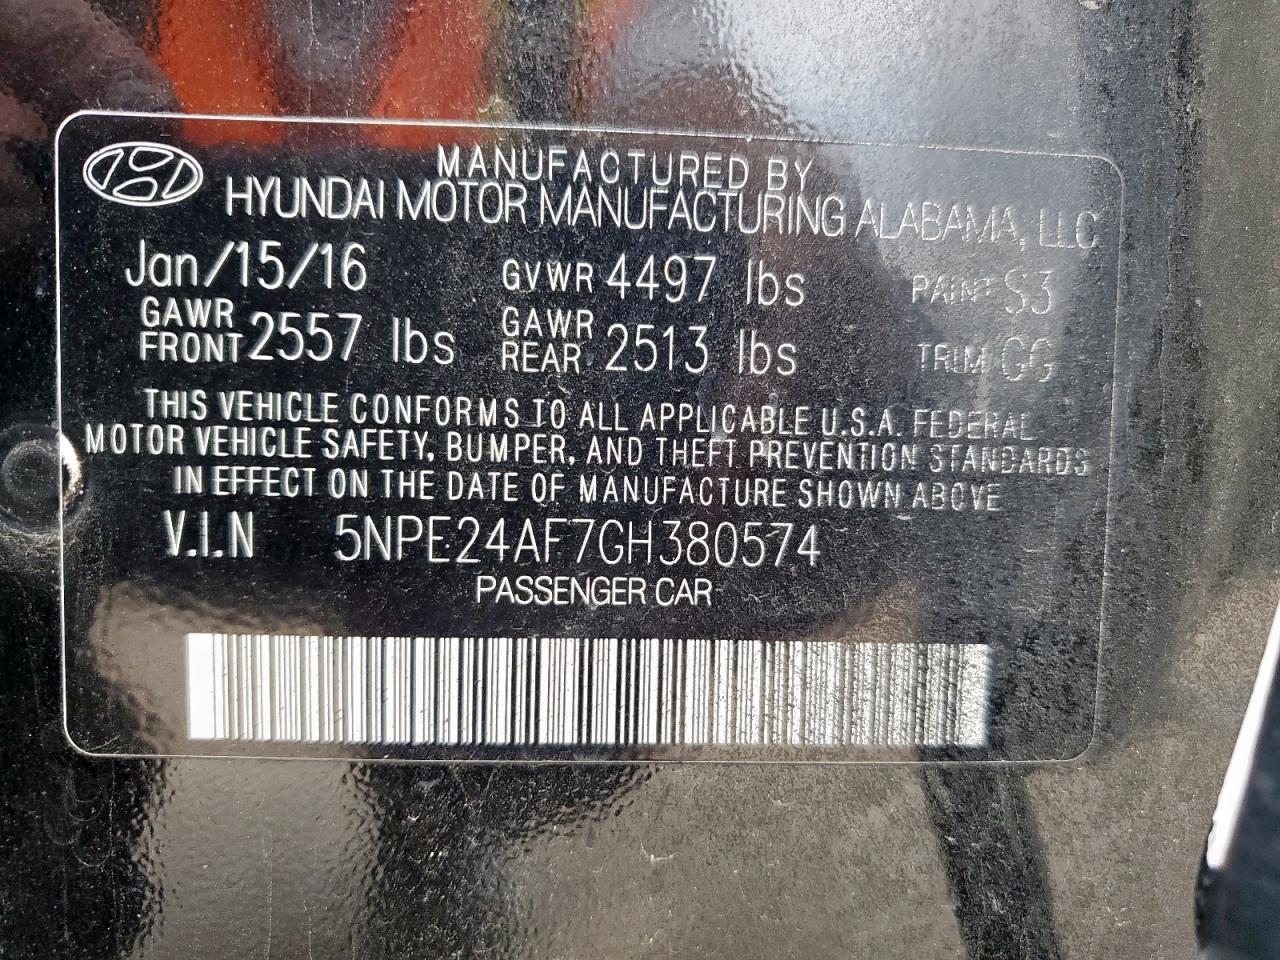 MANUFACTURED BY
HYUNDAI MOTOR MANUFACTURING ALABAMA, LLC
Jan/15/16 GVWR 4497 lbs PAINT S3
GAWR FRONT 2557 lbs GAWR REAR 2513 lbs TRIM GG
THIS VEHICLE CONFORMS TO ALL APPLICABLE U.S.A. FEDERAL
MOTOR VEHICLE SAFETY, BUMPER, AND THEFT PREVENTION STANDARDS
IN EFFECT ON THE DATE OF MANUFACTURE SHOWN ABOVE
V.I.N 5NPE24AF7GH380574
PASSENGER CAR